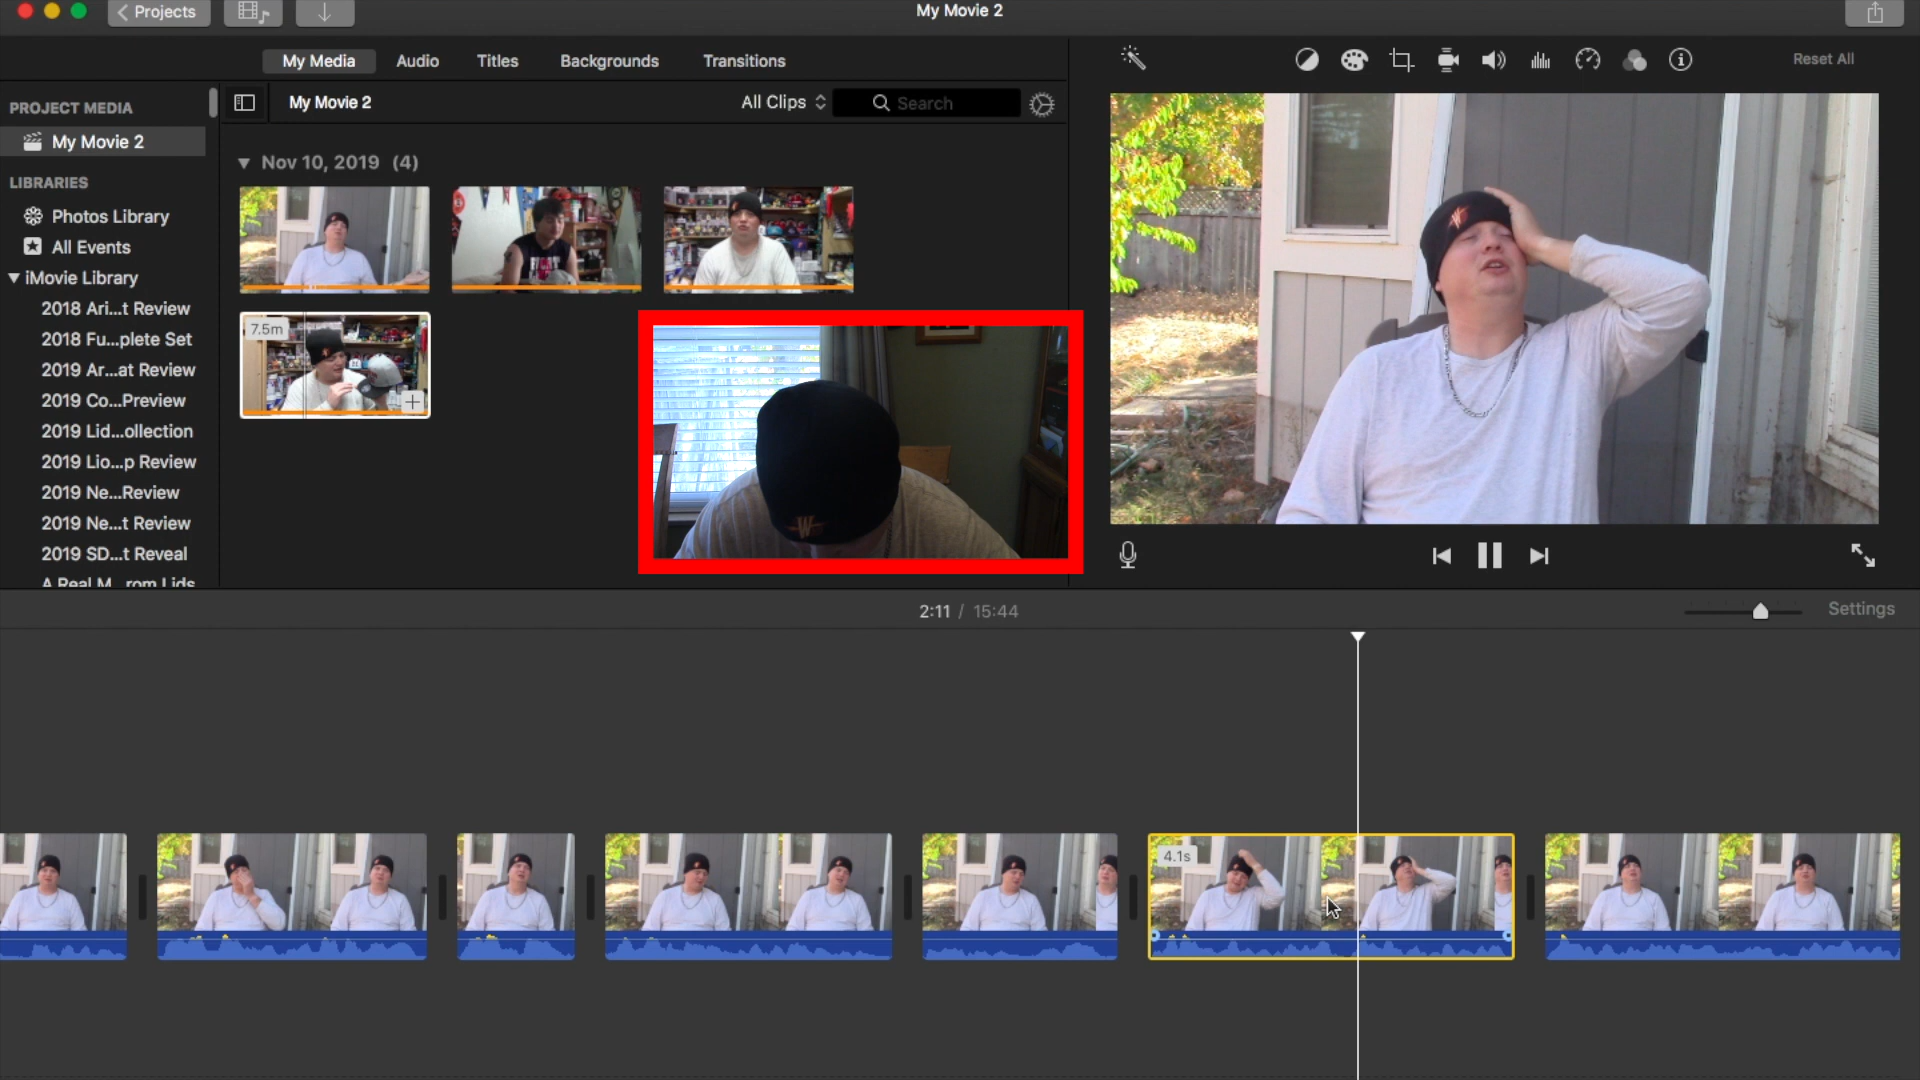 Projects
My Movie 2
My Media
Audio
Titles
Backgrounds
Transitions
Reset All
PROJECT MEDIA
My Movie 2
My Movie 2
All Clips
Search
LIBRARIES
Nov 10, 2019 (4)
Photos Library
All Events
iMovie Library
2018 Ari...t Review
2018 Fu...plete Set
2019 Ar...at Review
2019 Co...Preview
2019 Lid...ollection
2019 Lio...p Review
2019 Ne...Review
2019 Ne...t Review
2019 SD...t Reveal
A Real M...rom Lids
7.5m
W
W
2:11 / 15:44
Settings
4.1s